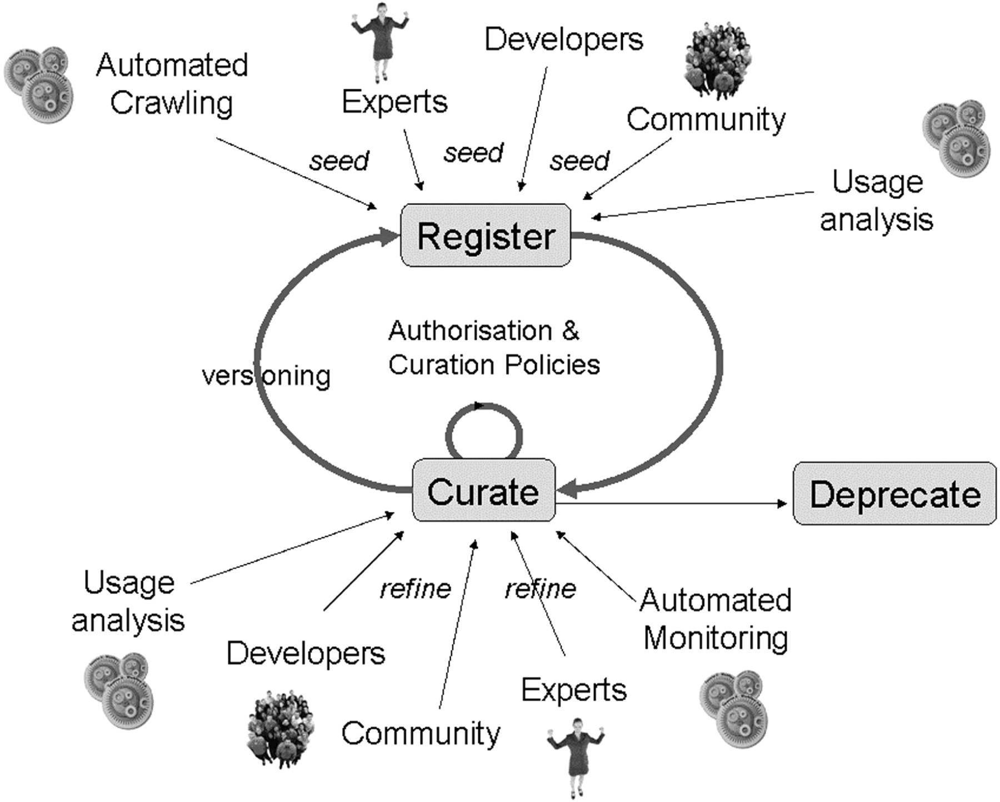 Developers
Automated
Crawling
Experts
Community
seed
seed
seed
Usage
analysis
Register
Authorisation &
Curation Policies
versioning
Curate
Deprecate
Usage
analysis
refine
refine
Automated
Monitoring
Developers
Experts
Community